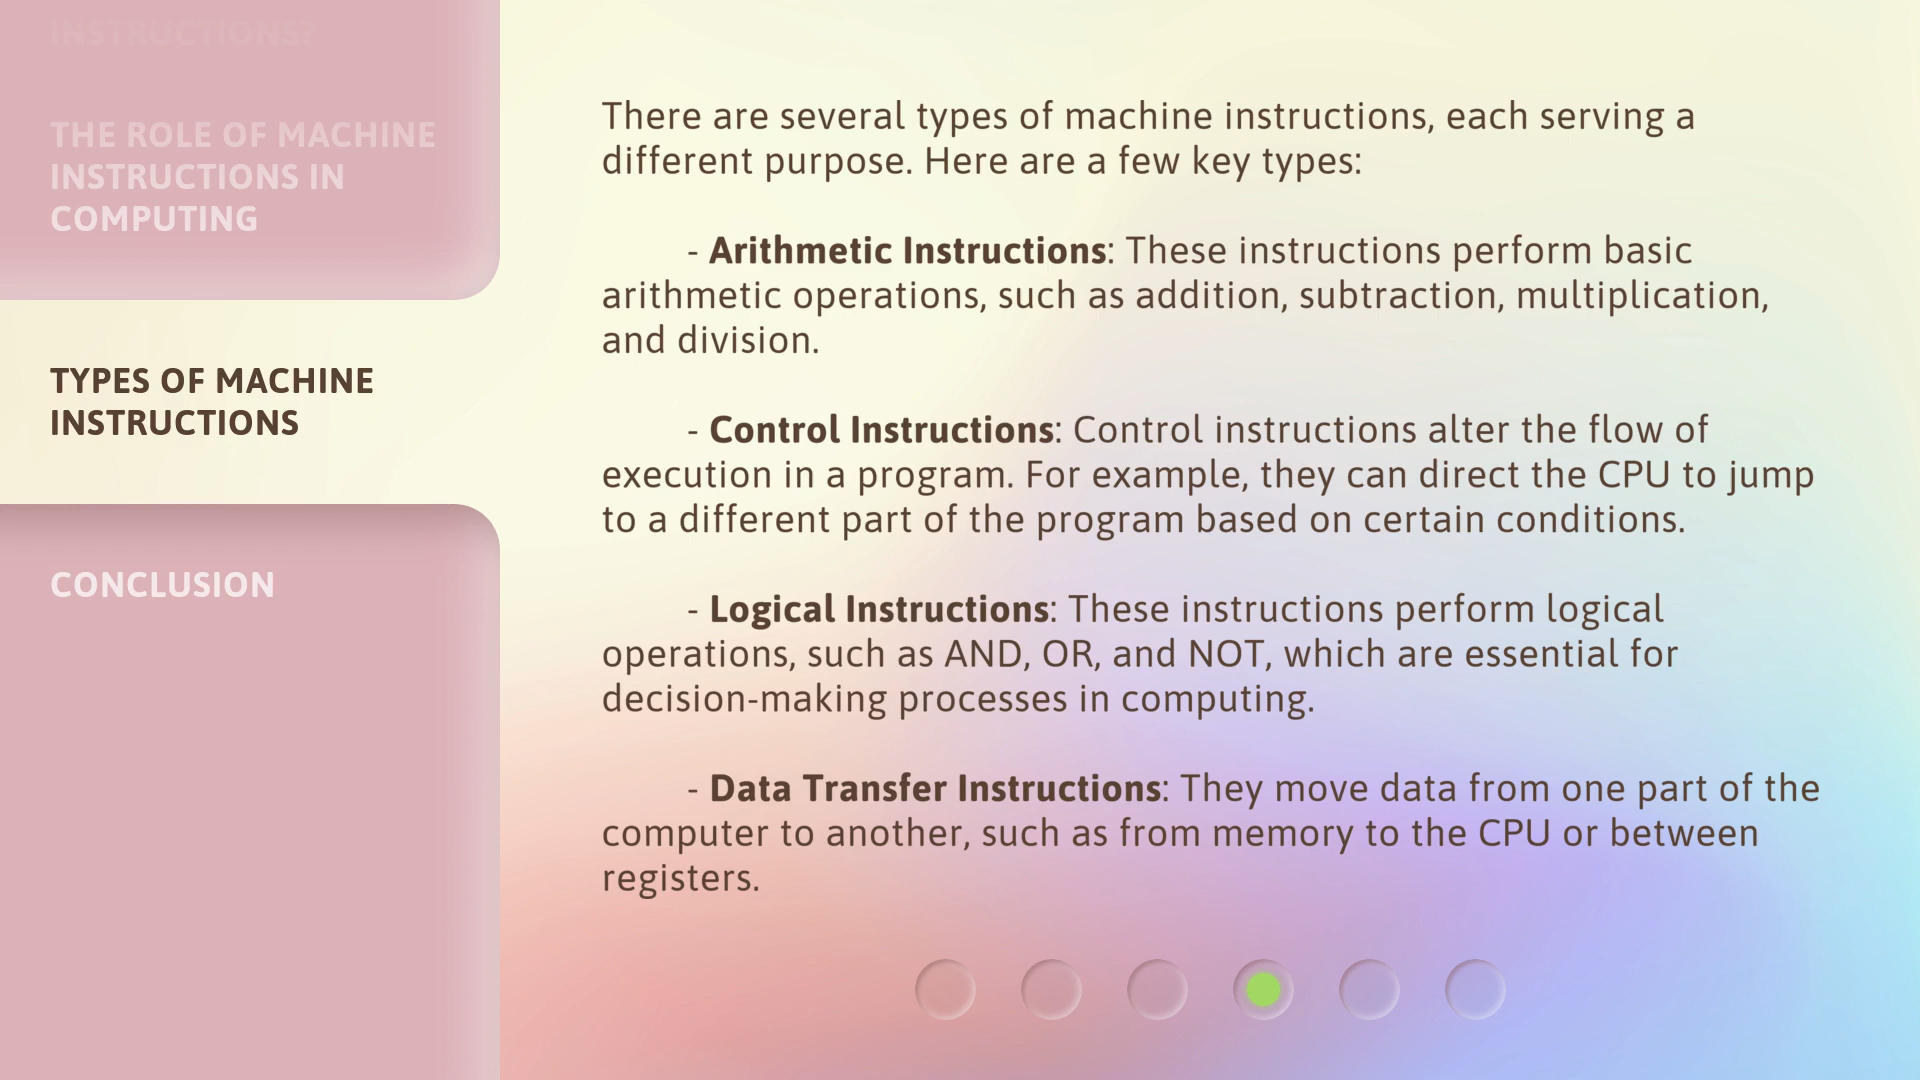 INSTRUCTIONS?
THE ROLE OF MACHINE
INSTRUCTIONS IN
COMPUTING
TYPES OF MACHINE
INSTRUCTIONS
CONCLUSION
There are several types of machine instructions, each serving a
different purpose. Here are a few key types:
- Arithmetic Instructions: These instructions perform basic
arithmetic operations, such as addition, subtraction, multiplication,
and division.
- Control Instructions: Control instructions alter the flow of
execution in a program. For example, they can direct the CPU to jump
to a different part of the program based on certain conditions.
- Logical Instructions: These instructions perform logical
operations, such as AND, OR, and NOT, which are essential for
decision-making processes in computing.
- Data Transfer Instructions: They move data from one part of the
computer to another, such as from memory to the CPU or between
registers.